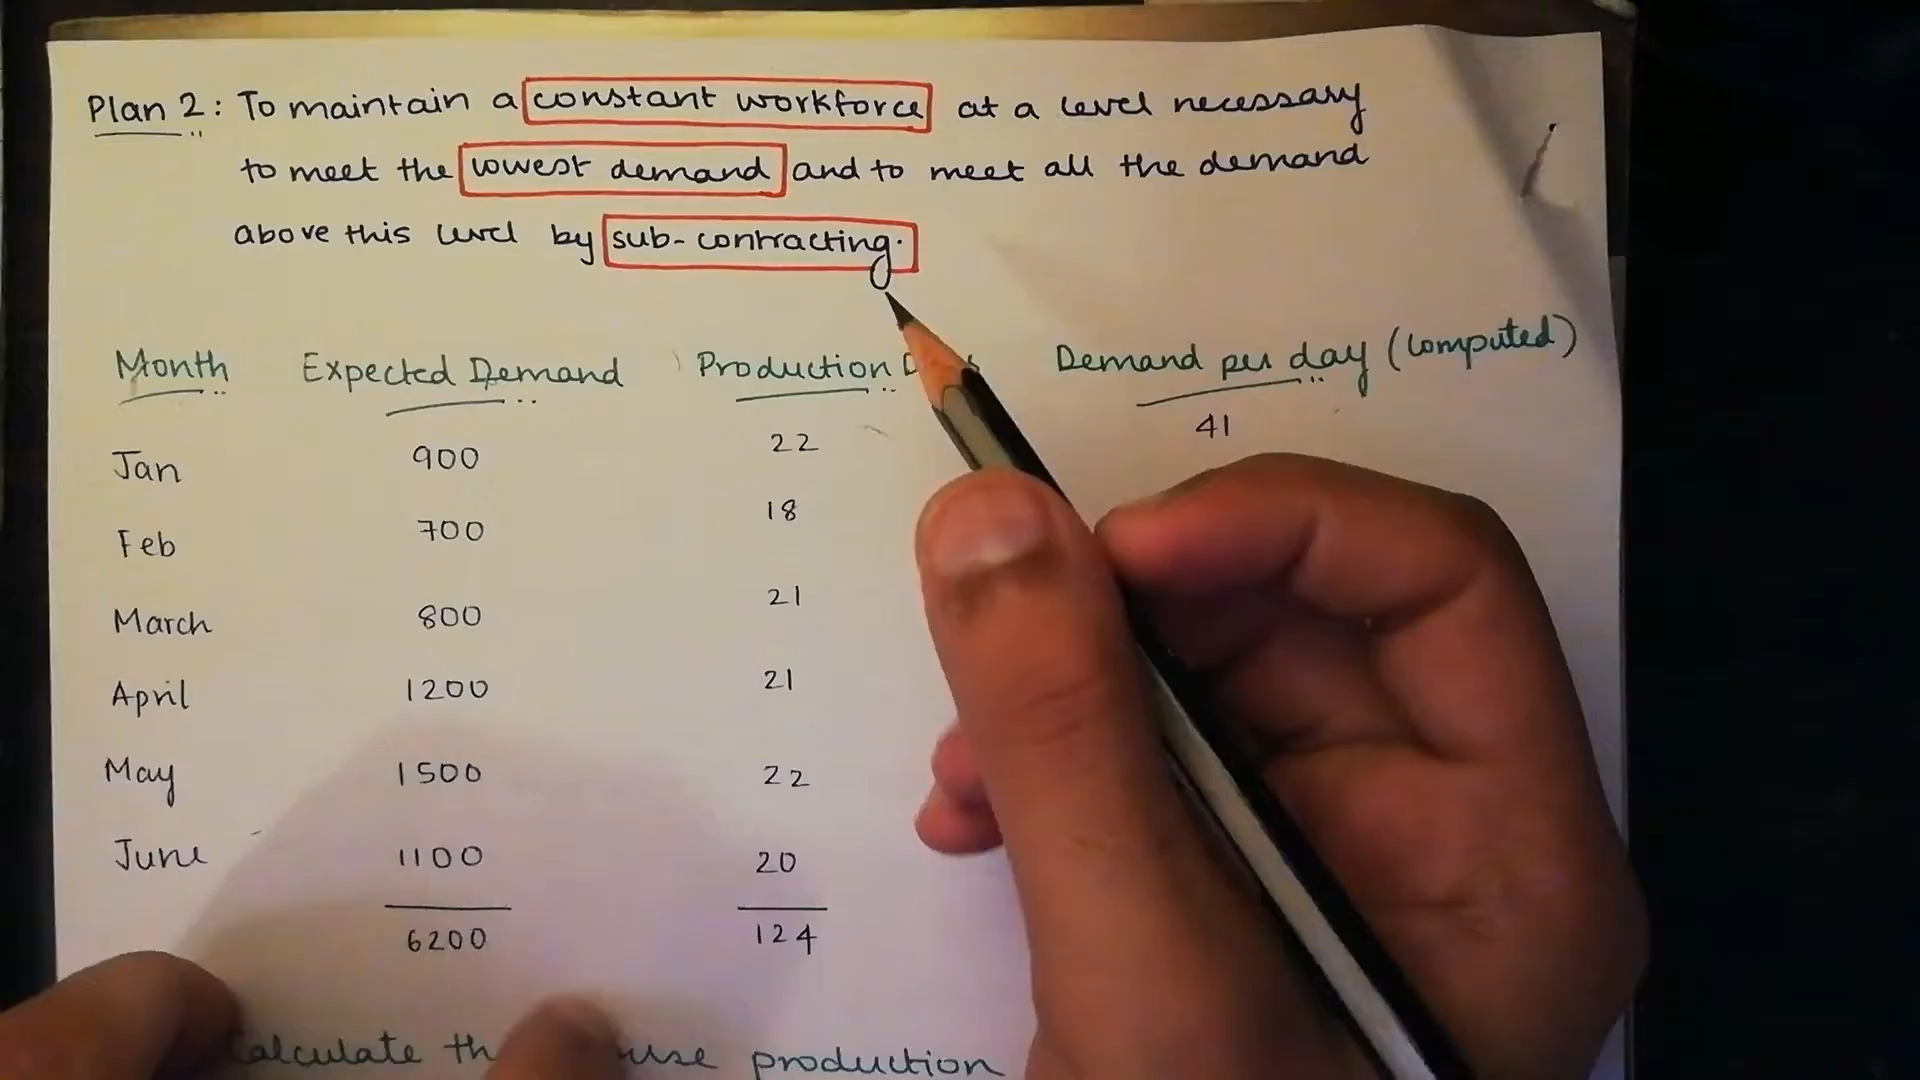 Plan 2: To maintain a constant workforce at a level necessary
to meet the lowest demand and to meet all the demand
above this level by sub-contracting.
Month Expected Demand Production Demand per day (computed)
Jan 900 22 41
Feb 700 18
March 800 21
April 1200 21
May 1500 22
June 1100 20
6200 124
Calculate production